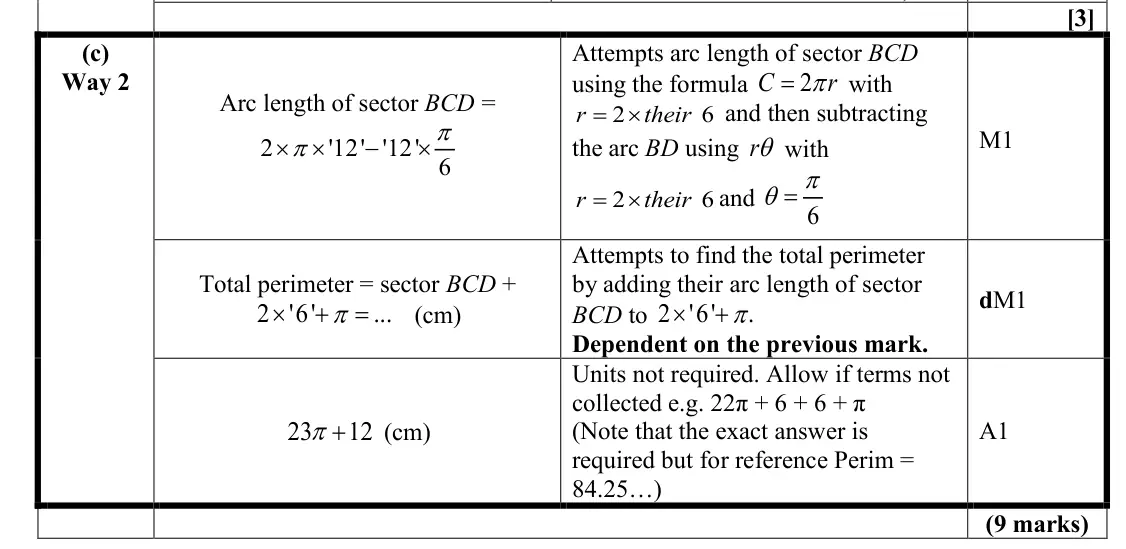 [3]
(c)
Way 2
Arc length of sector BCD =
2×π×'12'−'12'×π/6
Attempts arc length of sector BCD
using the formula C = 2πr with
r = 2×their 6 and then subtracting
the arc BD using rθ with
r = 2×their 6 and θ = π/6
M1
Total perimeter = sector BCD +
2×'6'+π = ... (cm)
Attempts to find the total perimeter
by adding their arc length of sector
BCD to 2×'6'+π.
Dependent on the previous mark.
dM1
23π+12 (cm)
Units not required. Allow if terms not
collected e.g. 22π + 6 + 6 + π
(Note that the exact answer is
required but for reference Perim =
84.25…)
A1
(9 marks)